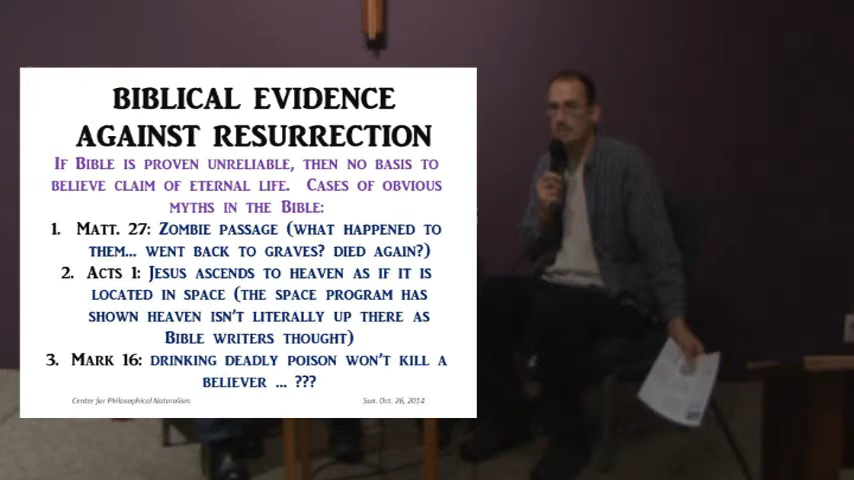 BIBLICAL EVIDENCE
AGAINST RESURRECTION
IF BIBLE IS PROVEN UNRELIABLE, THEN NO BASIS TO
BELIEVE CLAIM OF ETERNAL LIFE. CASES OF OBVIOUS
MYTHS IN THE BIBLE:
1. MATT. 27: ZOMBIE PASSAGE (WHAT HAPPENED TO
THEM... WENT BACK TO GRAVES? DIED AGAIN?)
2. ACTS 1: JESUS ASCENDS TO HEAVEN AS IF IT IS
LOCATED IN SPACE (THE SPACE PROGRAM HAS
SHOWN HEAVEN ISN'T LITERALLY UP THERE AS
BIBLE WRITERS THOUGHT)
3. MARK 16: DRINKING DEADLY POISON WON'T KILL A
BELIEVER ... ???
Center for Philosophical Naturalism Sun. Oct. 26, 2014